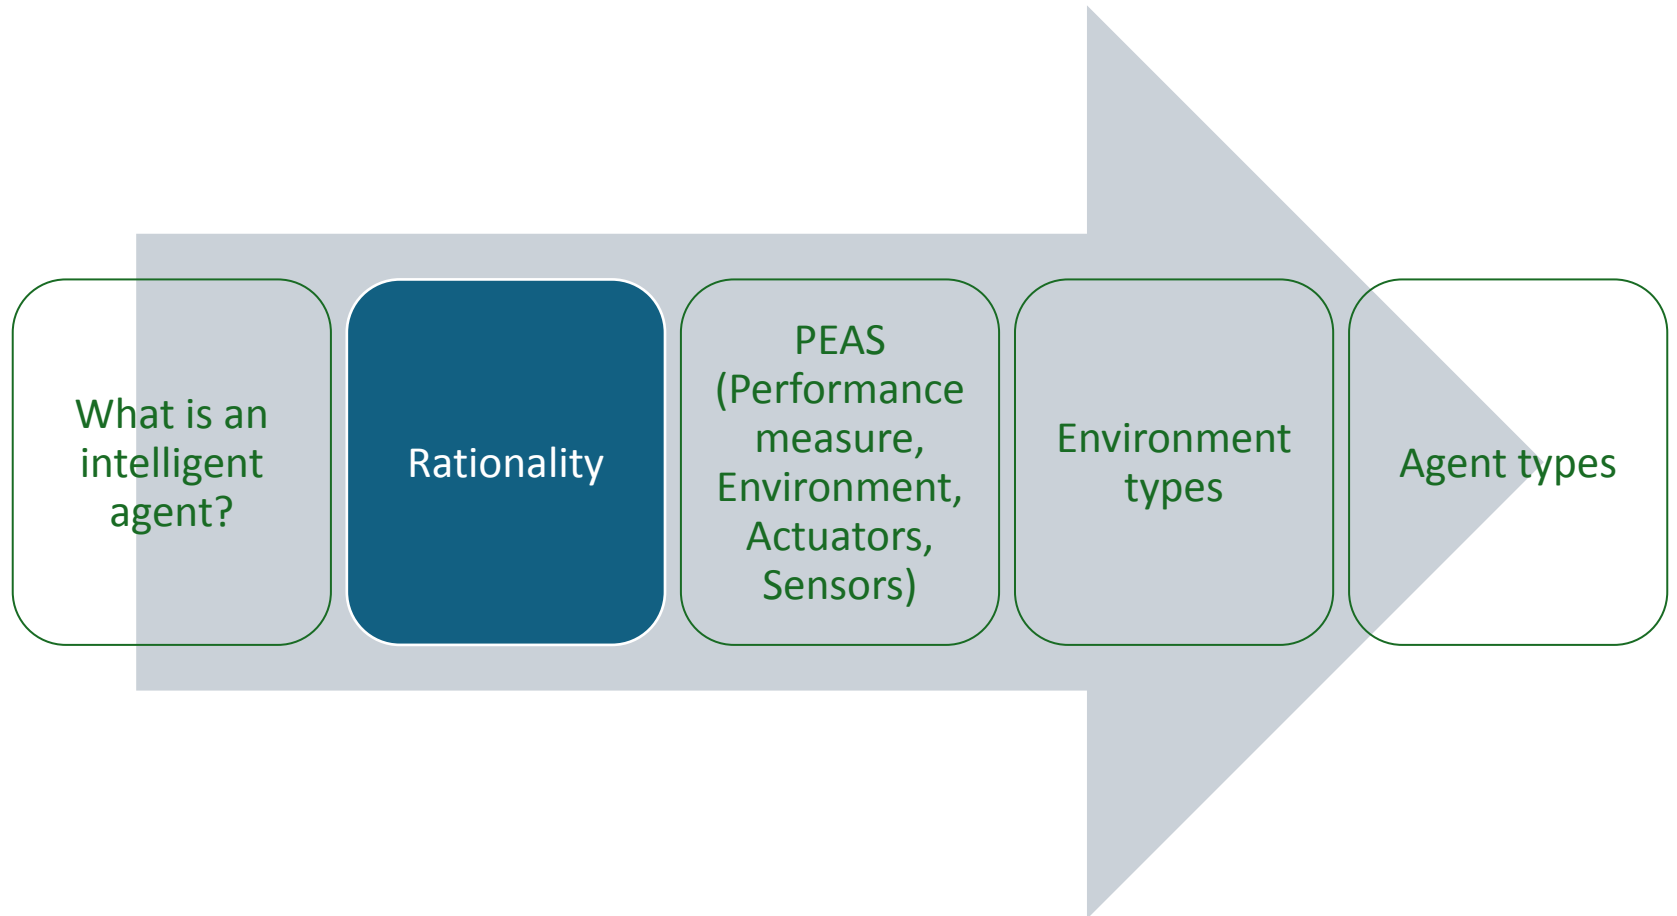 What is an
intelligent
agent?
Rationality
PEAS
(Performance
measure,
Environment,
Actuators,
Sensors)
Environment
types
Agent types